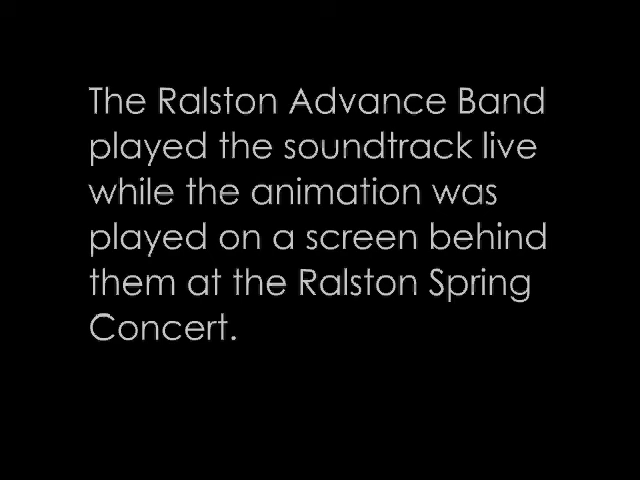 The Ralston Advance Band
played the soundtrack live
while the animation was
played on a screen behind
them at the Ralston Spring
Concert.